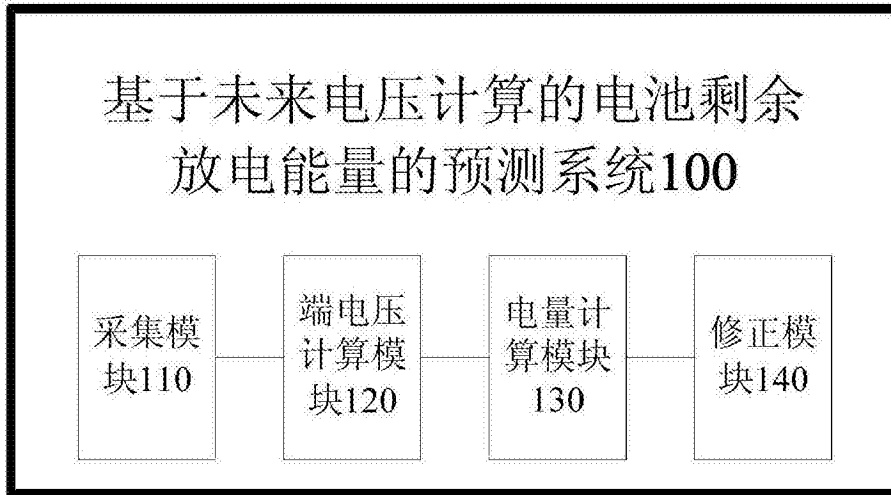 基于未来电压计算的电池剩余
放电能量的预测系统100
采集模
块110
端电压
计算模
块120
电量计
算模块
130
修正模
块140